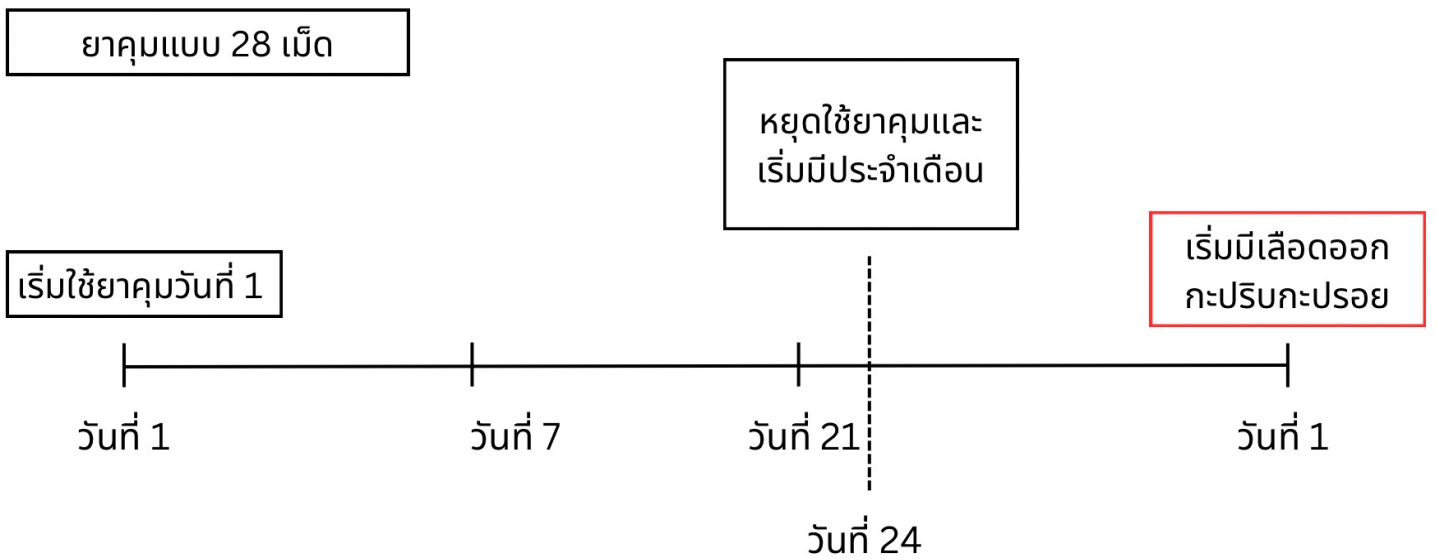 ยาคุมแบบ 28 เม็ด
หยุดใช้ยาคุมและ
เริ่มมีประจำเดือน
เริ่มมีเลือดออก
กะปริบกะปรอย
เริ่มใช้ยาคุมวันที่ 1
วันที่ 1
วันที่ 7
วันที่ 21
วันที่ 1
วันที่ 24